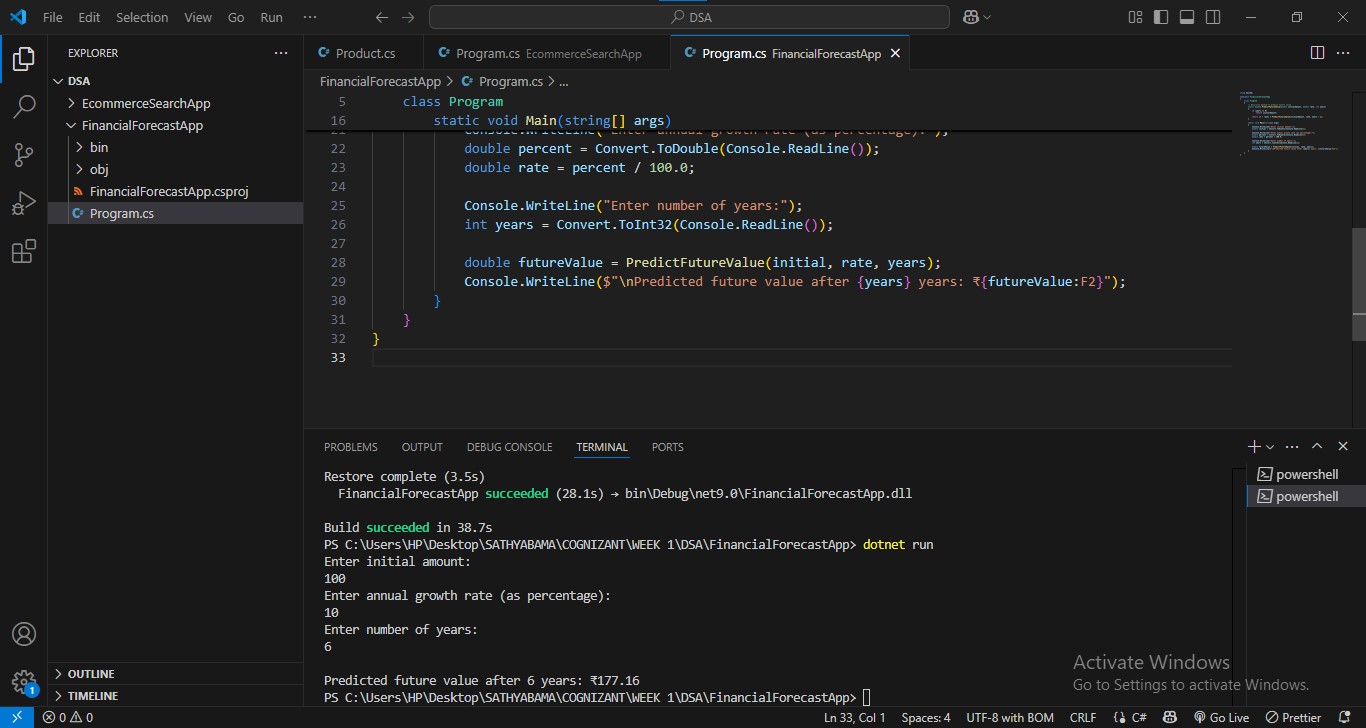 File Edit Selection View Go Run ··· DSA
EXPLORER ···
DSA
EcommerceSearchApp
FinancialForecastApp
bin
obj
FinancialForecastApp.csproj
Program.cs
OUTLINE
TIMELINE
Product.cs Program.cs EcommerceSearchApp Program.cs FinancialForecastApp
FinancialForecastApp > Program.cs > ...
5 class Program
16 static void Main(string[] args)
21 Console.WriteLine("Enter annual growth rate (as percentage):");
22 double percent = Convert.ToDouble(Console.ReadLine());
23 double rate = percent / 100.0;
24
25 Console.WriteLine("Enter number of years:");
26 int years = Convert.ToInt32(Console.ReadLine());
27
28 double futureValue = PredictFutureValue(initial, rate, years);
29 Console.WriteLine($"\nPredicted future value after {years} years: ₹{futureValue:F2}");
30 }
31 }
32 }
33
PROBLEMS OUTPUT DEBUG CONSOLE TERMINAL PORTS
powershell
powershell
Restore complete (3.5s)
FinancialForecastApp succeeded (28.1s) → bin\Debug\net9.0\FinancialForecastApp.dll
Build succeeded in 38.7s
PS C:\Users\HP\Desktop\SATHYABAMA\COGNIZANT\WEEK 1\DSA\FinancialForecastApp> dotnet run
Enter initial amount:
100
Enter annual growth rate (as percentage):
10
Enter number of years:
6
Predicted future value after 6 years: ₹177.16
PS C:\Users\HP\Desktop\SATHYABAMA\COGNIZANT\WEEK 1\DSA\FinancialForecastApp>
Activate Windows
Go to Settings to activate Windows.
1
0 0 Ln 33, Col 1 Spaces: 4 UTF-8 with BOM CRLF {} C# Go Live Prettier